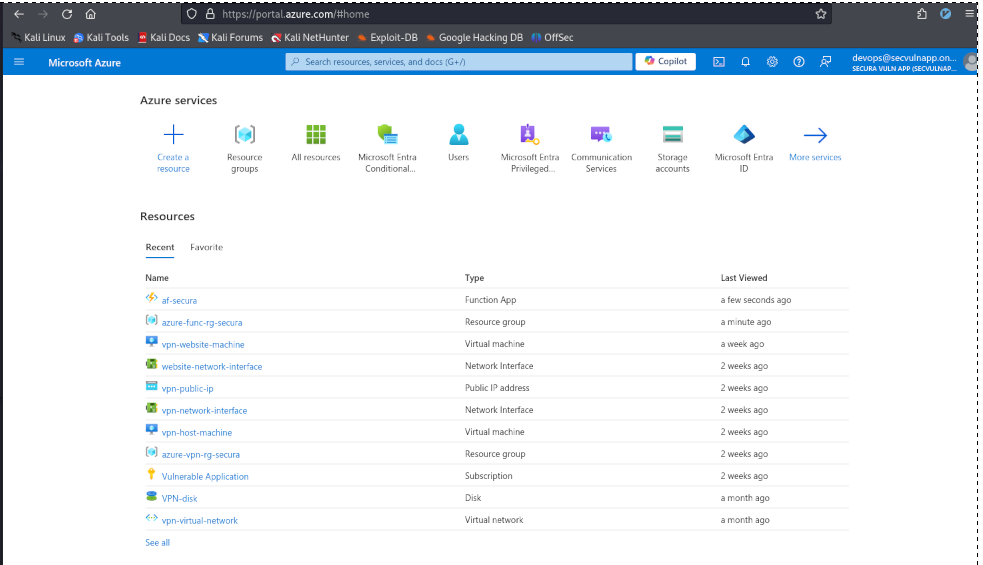 https://portal.azure.com/#home
Kali Linux Kali Tools Kali Docs Kali Forums Kali NetHunter Exploit-DB Google Hacking DB OffSec
Microsoft Azure Search resources, services, and docs (G+/) Copilot devops@secvulnapp.on...
SECURA VULN APP (SECVULNAP...
Azure services
Create a Resource All resources Microsoft Entra Users Microsoft Entra Communication Storage Microsoft Entra More services
resource groups Conditional... Privileged... Services accounts ID
Resources
Recent Favorite
Name Type Last Viewed
af-secura Function App a few seconds ago
azure-func-rg-secura Resource group a minute ago
vpn-website-machine Virtual machine a week ago
website-network-interface Network Interface 2 weeks ago
vpn-public-ip Public IP address 2 weeks ago
vpn-network-interface Network Interface 2 weeks ago
vpn-host-machine Virtual machine 2 weeks ago
azure-vpn-rg-secura Resource group 2 weeks ago
Vulnerable Application Subscription 2 weeks ago
VPN-disk Disk a month ago
vpn-virtual-network Virtual network a month ago
See all